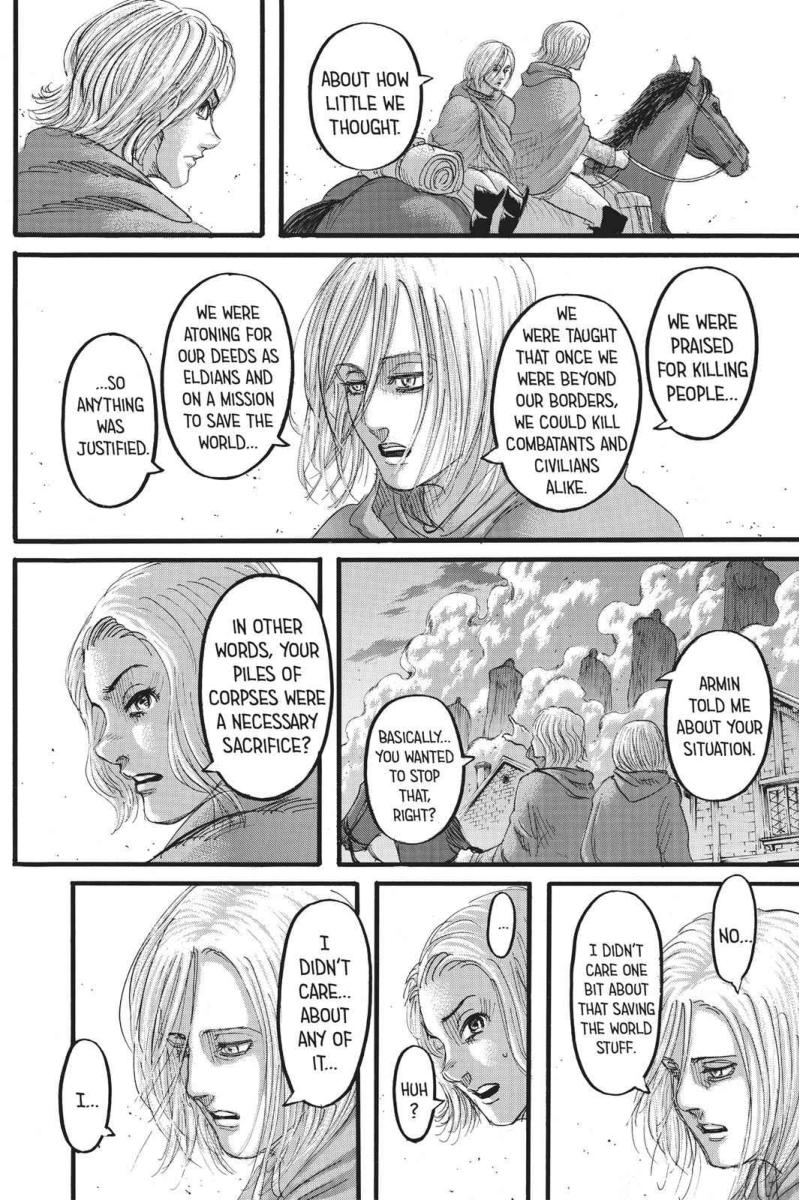 ABOUT HOW
LITTLE WE
THOUGHT.
WE WERE
PRAISED
FOR KILLING
PEOPLE...
WE
WERE TAUGHT
THAT ONCE WE
WERE BEYOND
OUR BORDERS,
WE COULD KILL
COMBATANTS AND
CIVILIANS
ALIKE.
WE WERE
ATONING FOR
OUR DEEDS AS
ELDIANS AND
ON A MISSION
TO SAVE THE
WORLD...
...SO
ANYTHING
WAS
JUSTIFIED.
ARMIN
TOLD ME
ABOUT YOUR
SITUATION.
BASICALLY...
YOU WANTED
TO STOP
THAT,
RIGHT?
IN OTHER
WORDS, YOUR
PILES OF
CORPSES WERE
A NECESSARY
SACRIFICE?
NO...
I DIDN'T
CARE ONE
BIT ABOUT
THAT SAVING
THE WORLD
STUFF.
...
HUH
?
I
DIDN'T
CARE...
ABOUT
ANY OF
IT...
I...